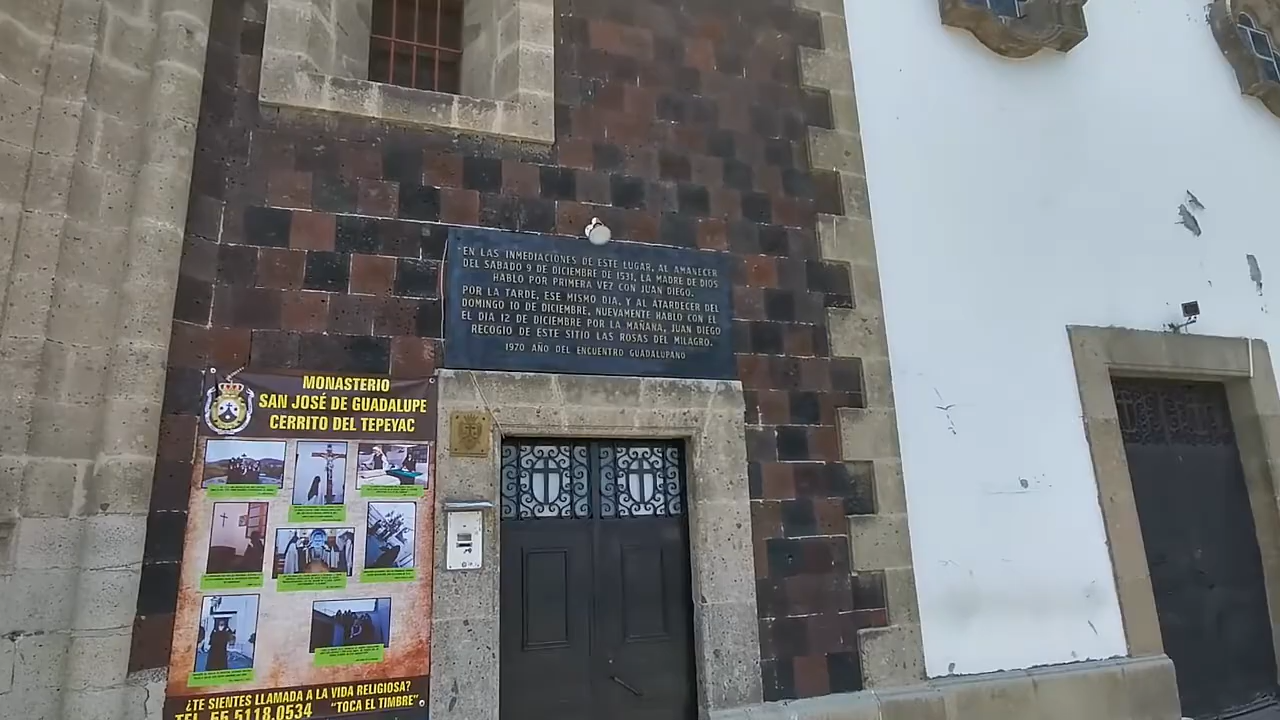 EN LAS INMEDIACIONES DE ESTE LUGAR, AL AMANECER
DEL SABADO 9 DE DICIEMBRE DE 1531, LA MADRE DE DIOS
HABLO POR PRIMERA VEZ CON JUAN DIEGO.
POR LA TARDE, ESE MISMO DIA, Y AL ATARDECER DEL
DOMINGO 10 DE DICIEMBRE, NUEVAMENTE HABLO CON EL
EL DIA 12 DE DICIEMBRE POR LA MAÑANA, JUAN DIEGO
RECOGIO DE ESTE SITIO LAS ROSAS DEL MILAGRO.
1970 AÑO DEL ENCUENTRO GUADALUPANO
MONASTERIO
SAN JOSÉ DE GUADALUPE
CERRITO DEL TEPEYAC
¿TE SIENTES LLAMADA A LA VIDA RELIGIOSA?
TEL. 55 5118.0534 "TOCA EL TIMBRE"